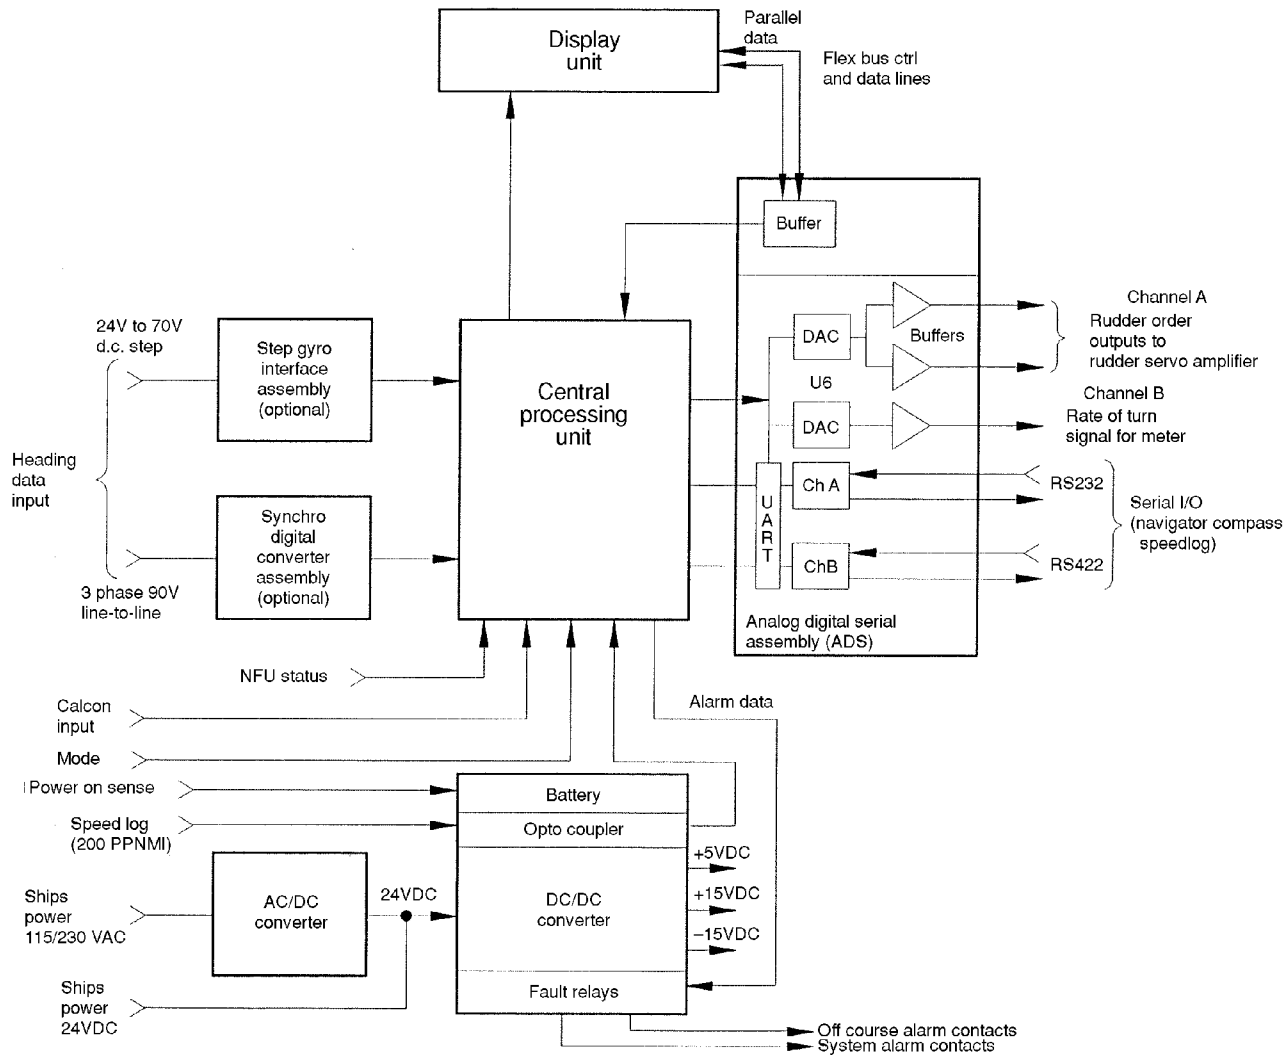 Display
unit
Parallel
data
Flex bus ctrl
and data lines
Buffer
24V to 70V
d.c. step
Step gyro
interface
assembly
(optional)
Central
processing
unit
DAC
Buffers
U6
DAC
Channel A
Rudder order
outputs to
rudder servo amplifier
Channel B
Rate of turn
signal for meter
Heading
data
input
UART
Ch A
RS232
Serial I/O
(navigator compass
speedlog)
ChB
RS422
Synchro
digital
converter
assembly
(optional)
3 phase 90V
line-to-line
Analog digital serial
assembly (ADS)
NFU status
Calcon
input
Mode
Alarm data
Power on sense
Speed log
(200 PPNMI)
Battery
Opto coupler
Ships
power
115/230 VAC
AC/DC
converter
24VDC
DC/DC
converter
+5VDC
+15VDC
–15VDC
Ships
power
24VDC
Fault relays
Off course alarm contacts
System alarm contacts